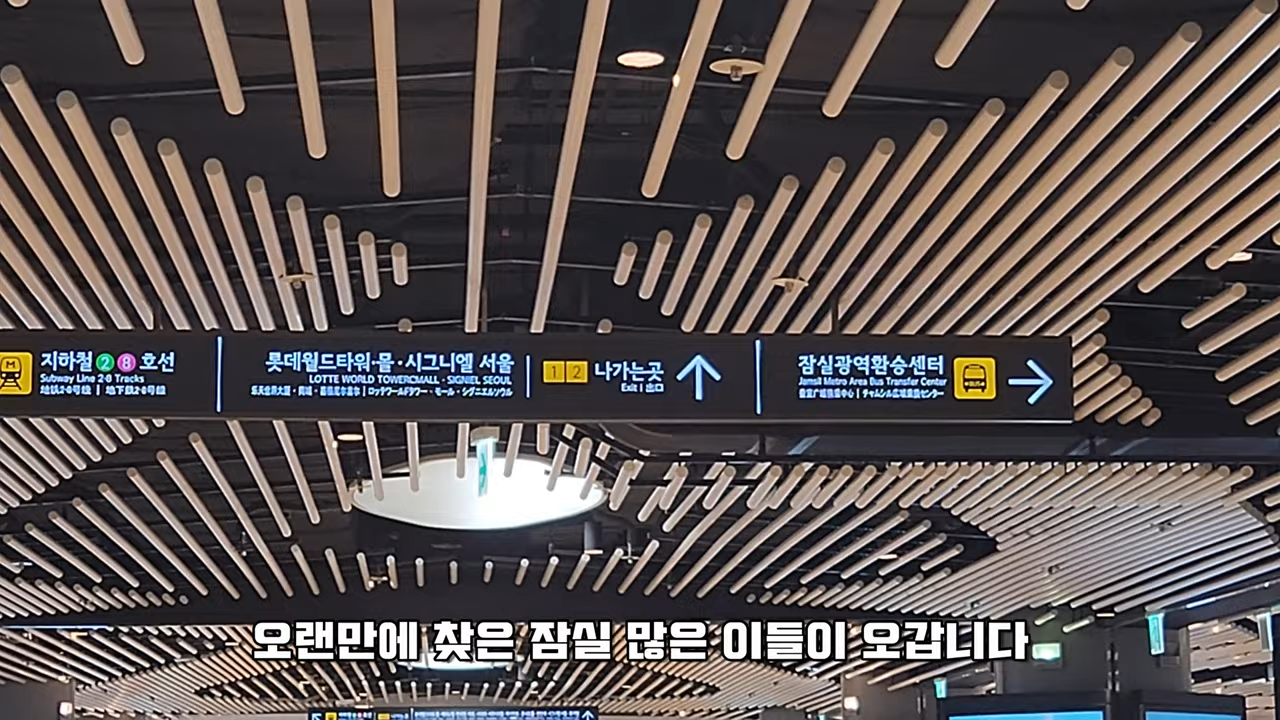 M 지하철 2 8 호선
Subway Line 2·8 Tracks
롯데월드타워·몰·시그니엘 서울
LOTTE WORLD TOWERCMALL · SIGNIEL SEOUL
1 2 나가는곳
Exit | 出口
잠실광역환승센터
Jamsil Metro Area Bus Transfer Center
BUS
오랜만에 찾은 잠실 많은 이들이 오갑니다